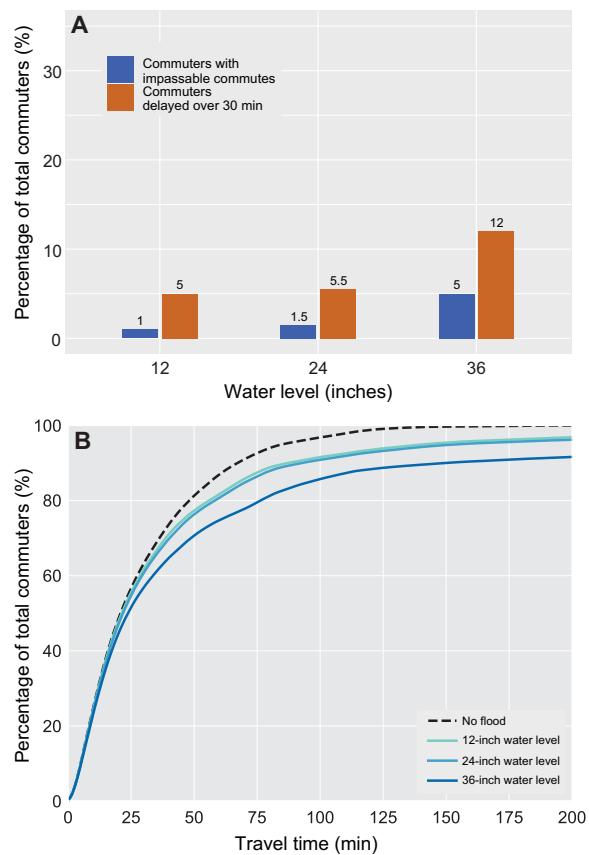 A
Percentage of total commuters (%)
Commuters with
impassable commutes
Commuters
delayed over 30 min
30
20
10
0
1
5
1.5
5.5
5
12
12
24
36
Water level (inches)
B
Percentage of total commuters (%)
100
80
60
40
20
0
No flood
12-inch water level
24-inch water level
36-inch water level
0
25
50
75
100
125
150
175
200
Travel time (min)